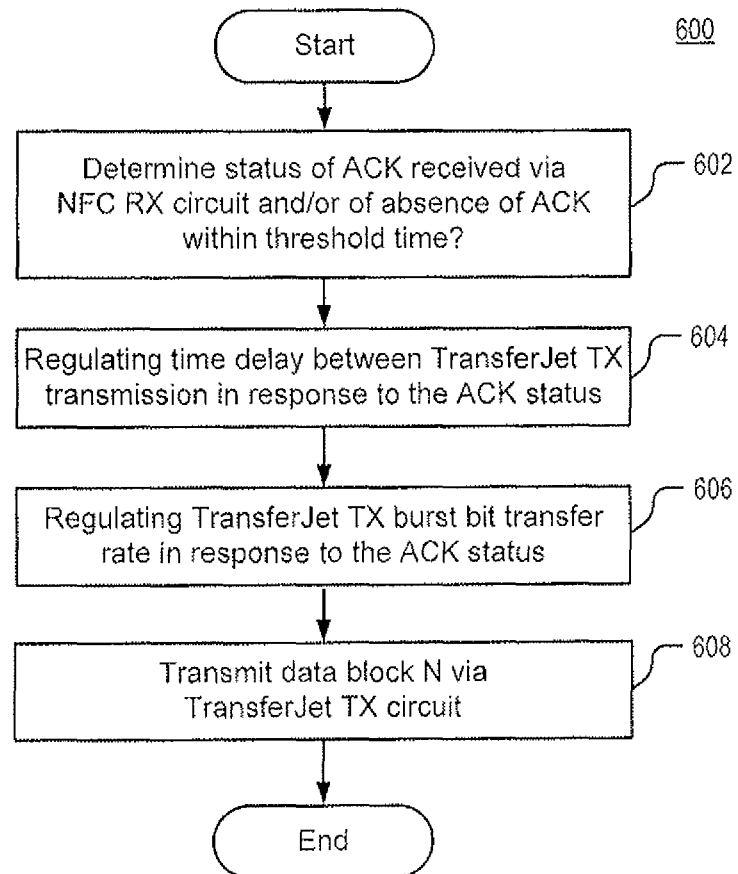 600
Start
Determine status of ACK received via
NFC RX circuit and/or of absence of ACK
within threshold time?
602
Regulating time delay between TransferJet TX
transmission in response to the ACK status
604
Regulating TransferJet TX burst bit transfer
rate in response to the ACK status
606
Transmit data block N via
TransferJet TX circuit
608
End